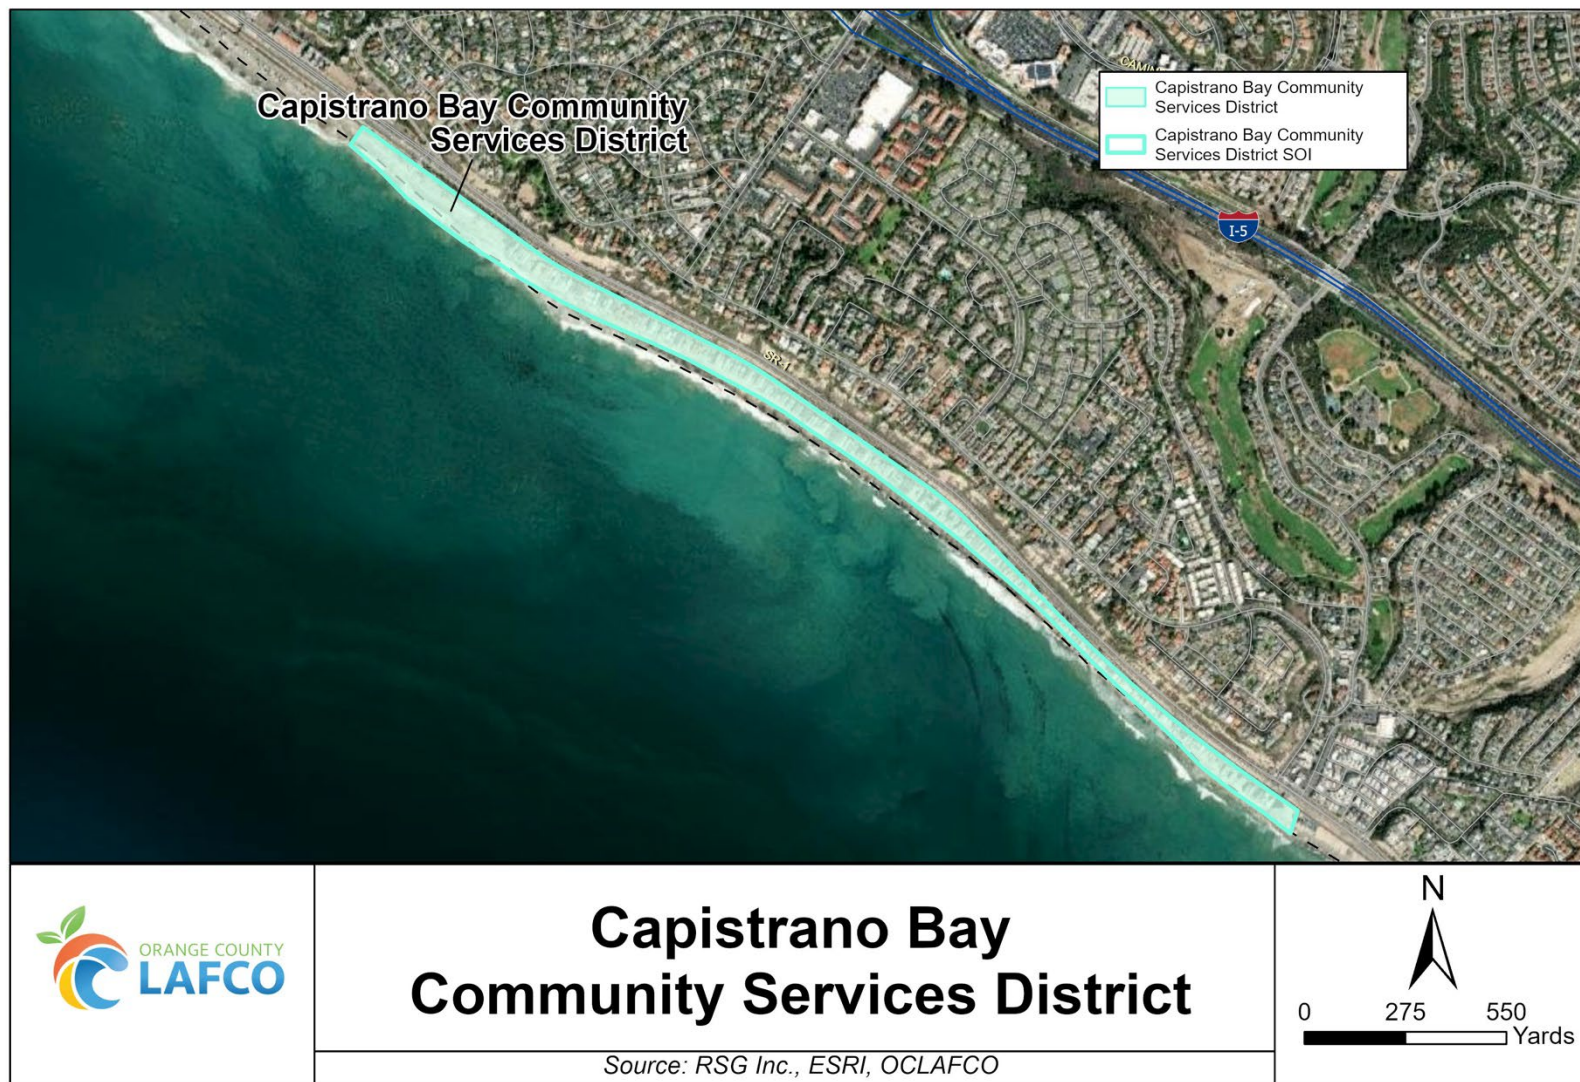 CAMIN
Capistrano Bay Community
Services District
Capistrano Bay Community
Services District
Capistrano Bay Community
Services District SOI
I-5
SR-1
ORANGE COUNTY
LAFCO
Capistrano Bay
Community Services District
Source: RSG Inc., ESRI, OCLAFCO
N
0 275 550
Yards